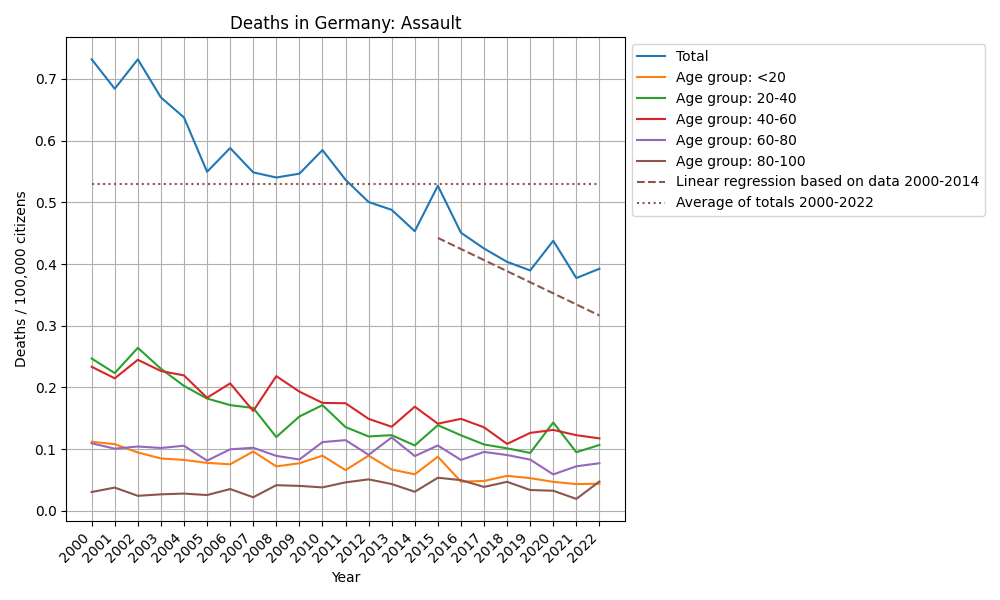 Deaths in Germany: Assault
Deaths / 100,000 citizens
0.7
0.6
0.5
0.4
0.3
0.2
0.1
0.0
2000
2001
2002
2003
2004
2005
2006
2007
2008
2009
2010
2011
2012
2013
2014
2015
2016
2017
2018
2019
2020
2021
2022
Year
Total
Age group: <20
Age group: 20-40
Age group: 40-60
Age group: 60-80
Age group: 80-100
Linear regression based on data 2000-2014
Average of totals 2000-2022